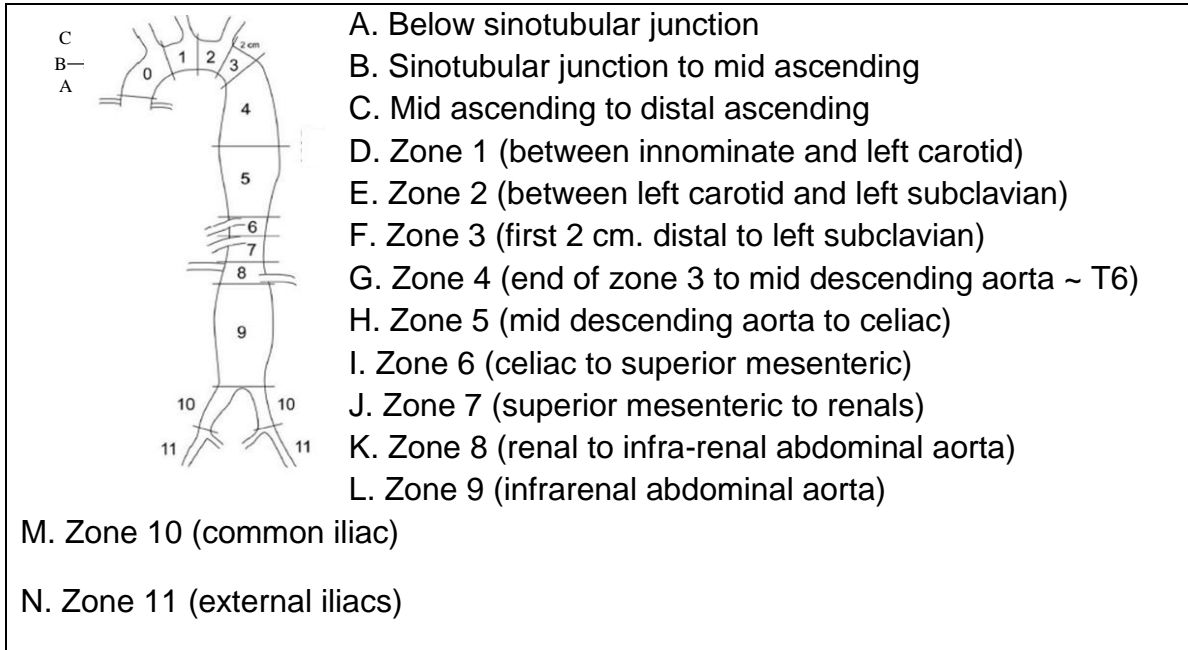 C
B—
A
0
1
2
2 cm
3
4
5
6
7
8
9
10
10
11
11
A. Below sinotubular junction
B. Sinotubular junction to mid ascending
C. Mid ascending to distal ascending
D. Zone 1 (between innominate and left carotid)
E. Zone 2 (between left carotid and left subclavian)
F. Zone 3 (first 2 cm. distal to left subclavian)
G. Zone 4 (end of zone 3 to mid descending aorta ~ T6)
H. Zone 5 (mid descending aorta to celiac)
I. Zone 6 (celiac to superior mesenteric)
J. Zone 7 (superior mesenteric to renals)
K. Zone 8 (renal to infra-renal abdominal aorta)
L. Zone 9 (infrarenal abdominal aorta)
M. Zone 10 (common iliac)
N. Zone 11 (external iliacs)